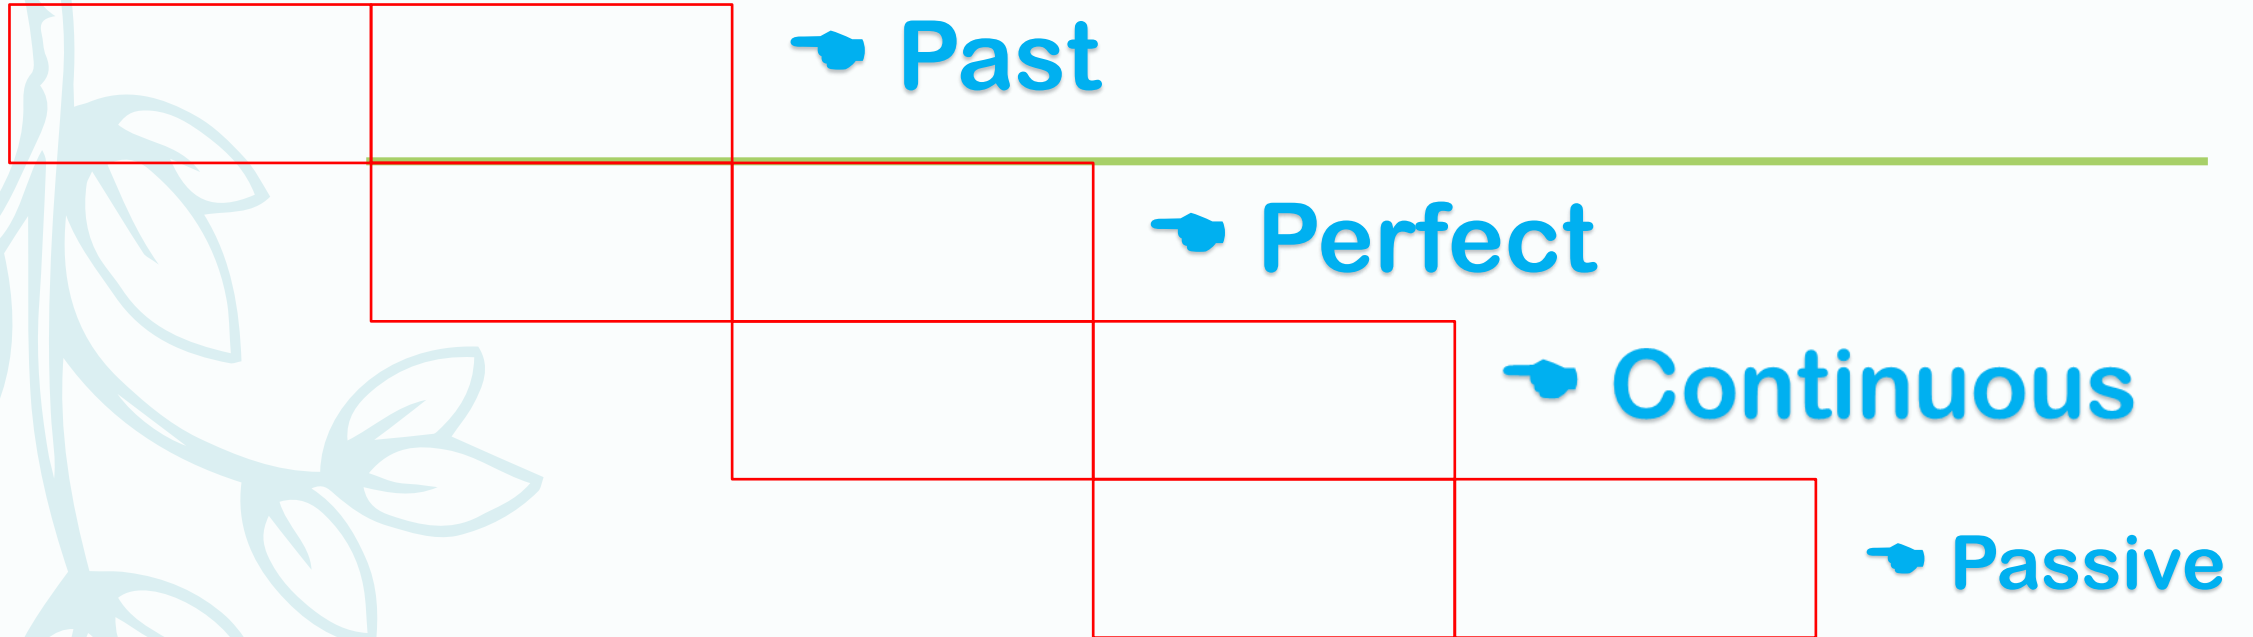 ☚ Past
☚ Perfect
☚ Continuous
☚ Passive